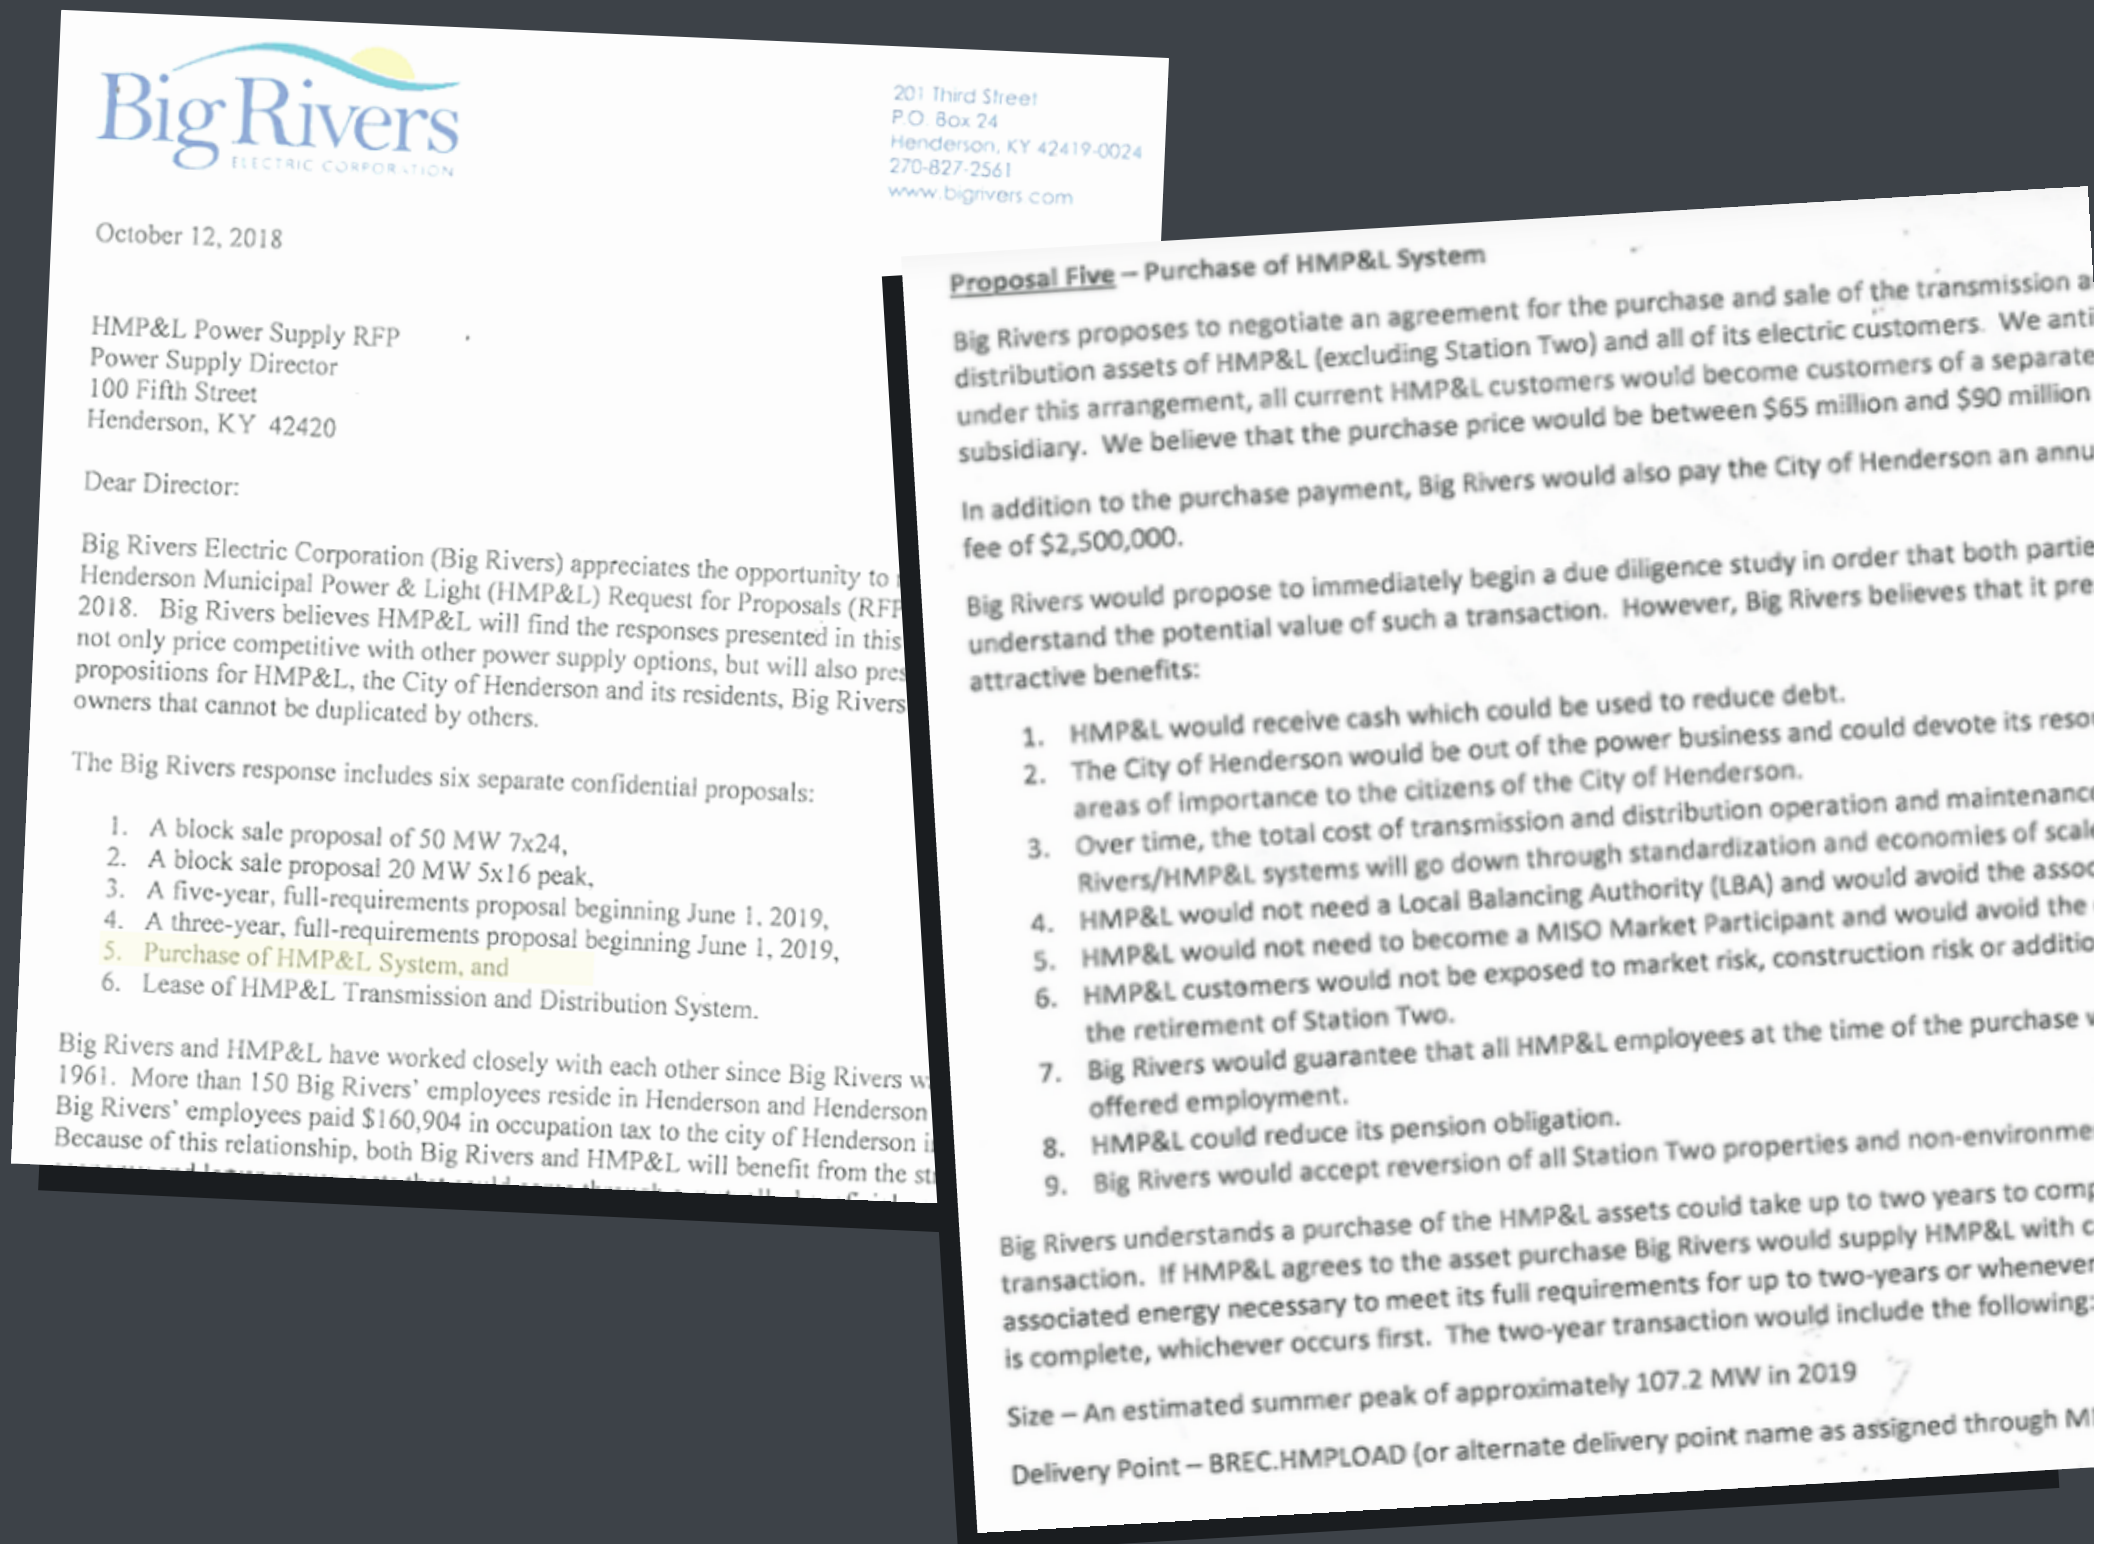 Big Rivers
ELECTRIC CORPORATION
201 Third Street
P.O. Box 24
Henderson, KY 42419-0024
270-827-2561
www.bigrivers.com
October 12, 2018
HMP&L Power Supply RFP
Power Supply Director
100 Fifth Street
Henderson, KY 42420
Dear Director:
Big Rivers Electric Corporation (Big Rivers) appreciates the opportunity to
Henderson Municipal Power & Light (HMP&L) Request for Proposals (RFP
2018. Big Rivers believes HMP&L will find the responses presented in this
not only price competitive with other power supply options, but will also pres
propositions for HMP&L, the City of Henderson and its residents, Big Rivers
owners that cannot be duplicated by others.
The Big Rivers response includes six separate confidential proposals:
1. A block sale proposal of 50 MW 7x24,
2. A block sale proposal 20 MW 5x16 peak,
3. A five-year, full-requirements proposal beginning June 1, 2019,
4. A three-year, full-requirements proposal beginning June 1, 2019,
5. Purchase of HMP&L System, and
6. Lease of HMP&L Transmission and Distribution System.
Big Rivers and HMP&L have worked closely with each other since Big Rivers w
1961. More than 150 Big Rivers' employees reside in Henderson and Henderson
Big Rivers' employees paid $160,904 in occupation tax to the city of Henderson i
Because of this relationship, both Big Rivers and HMP&L will benefit from the st
Proposal Five – Purchase of HMP&L System
Big Rivers proposes to negotiate an agreement for the purchase and sale of the transmission a
distribution assets of HMP&L (excluding Station Two) and all of its electric customers. We anti
under this arrangement, all current HMP&L customers would become customers of a separate
subsidiary. We believe that the purchase price would be between $65 million and $90 million
In addition to the purchase payment, Big Rivers would also pay the City of Henderson an annu
fee of $2,500,000.
Big Rivers would propose to immediately begin a due diligence study in order that both partie
understand the potential value of such a transaction. However, Big Rivers believes that it pre
attractive benefits:
1. HMP&L would receive cash which could be used to reduce debt.
2. The City of Henderson would be out of the power business and could devote its reso
areas of importance to the citizens of the City of Henderson.
3. Over time, the total cost of transmission and distribution operation and maintenance
Rivers/HMP&L systems will go down through standardization and economies of scale
4. HMP&L would not need a Local Balancing Authority (LBA) and would avoid the assoc
5. HMP&L would not need to become a MISO Market Participant and would avoid the
6. HMP&L customers would not be exposed to market risk, construction risk or additio
the retirement of Station Two.
7. Big Rivers would guarantee that all HMP&L employees at the time of the purchase w
offered employment.
8. HMP&L could reduce its pension obligation.
9. Big Rivers would accept reversion of all Station Two properties and non-environme
Big Rivers understands a purchase of the HMP&L assets could take up to two years to comp
transaction. If HMP&L agrees to the asset purchase Big Rivers would supply HMP&L with c
associated energy necessary to meet its full requirements for up to two-years or whenever
is complete, whichever occurs first. The two-year transaction would include the following:
Size – An estimated summer peak of approximately 107.2 MW in 2019
Delivery Point – BREC.HMPLOAD (or alternate delivery point name as assigned through MI